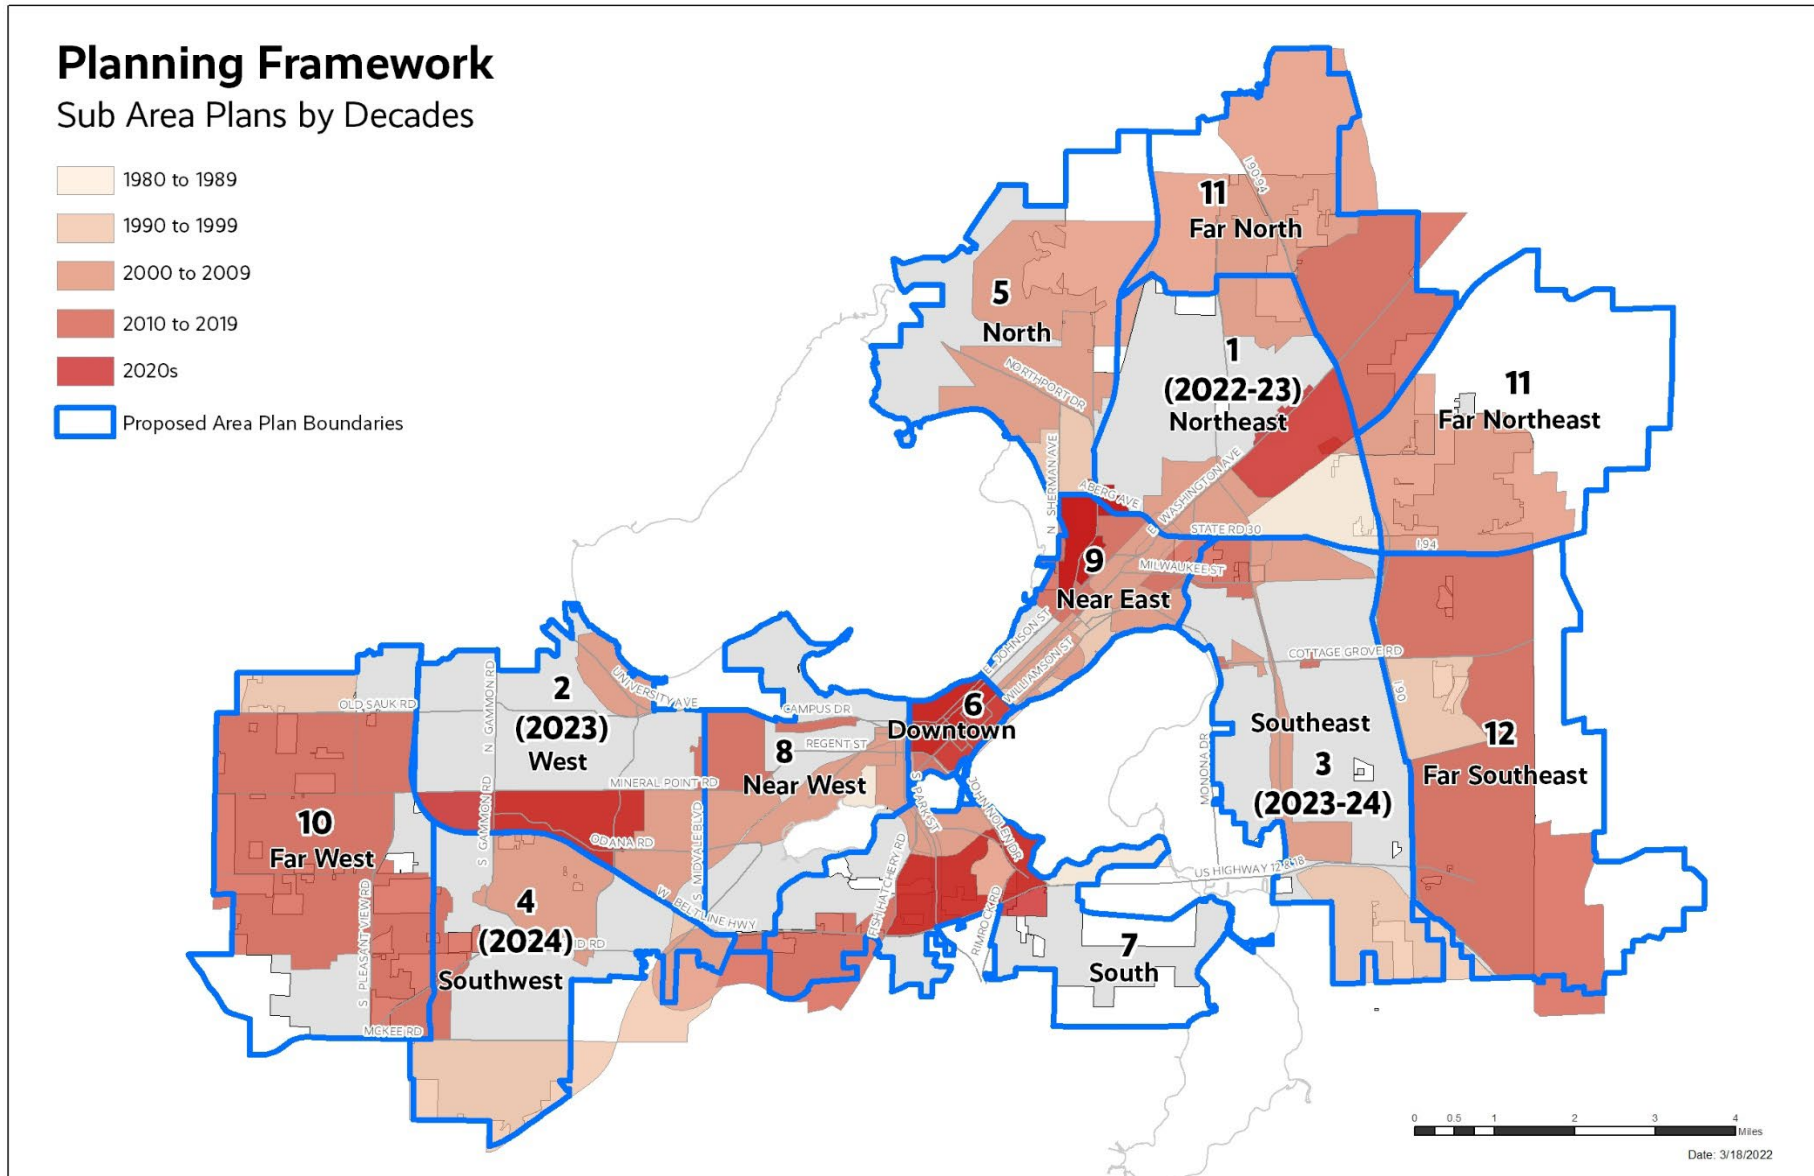 Planning Framework
Sub Area Plans by Decades
1980 to 1989
1990 to 1999
2000 to 2009
2010 to 2019
2020s
Proposed Area Plan Boundaries
I 90-94
11
Far North
5
North
NORTHPORT DR
1
(2022-23)
Northeast
11
Far Northeast
N SHERMAN AVE
ABERG AVE
E WASHINGTON AVE
STATE RD 30
I 94
9
Near East
MILWAUKEE ST
E JOHNSON ST
WILLIAMSON ST
COTTAGE GROVE RD
I 90
OLD SAUK RD
N GAMMON RD
2
(2023)
West
UNIVERSITY AVE
CAMPUS DR
REGENT ST
8
Near West
6
Downtown
MINERAL POINT RD
S GAMMON RD
ODANA RD
S MIDVALE BLVD
S PARK ST
JOHN NOLEN DR
MONONA DR
Southeast
3
(2023-24)
12
Far Southeast
10
Far West
4
(2024)
Southwest
W BELTLINE HWY
FISH HATCHERY RD
RIMROCK RD
US HIGHWAY 12 & 18
7
South
S PLEASANT VIEW RD
MCKEE RD
0 0.5 1 2 3 4
Miles
Date: 3/18/2022